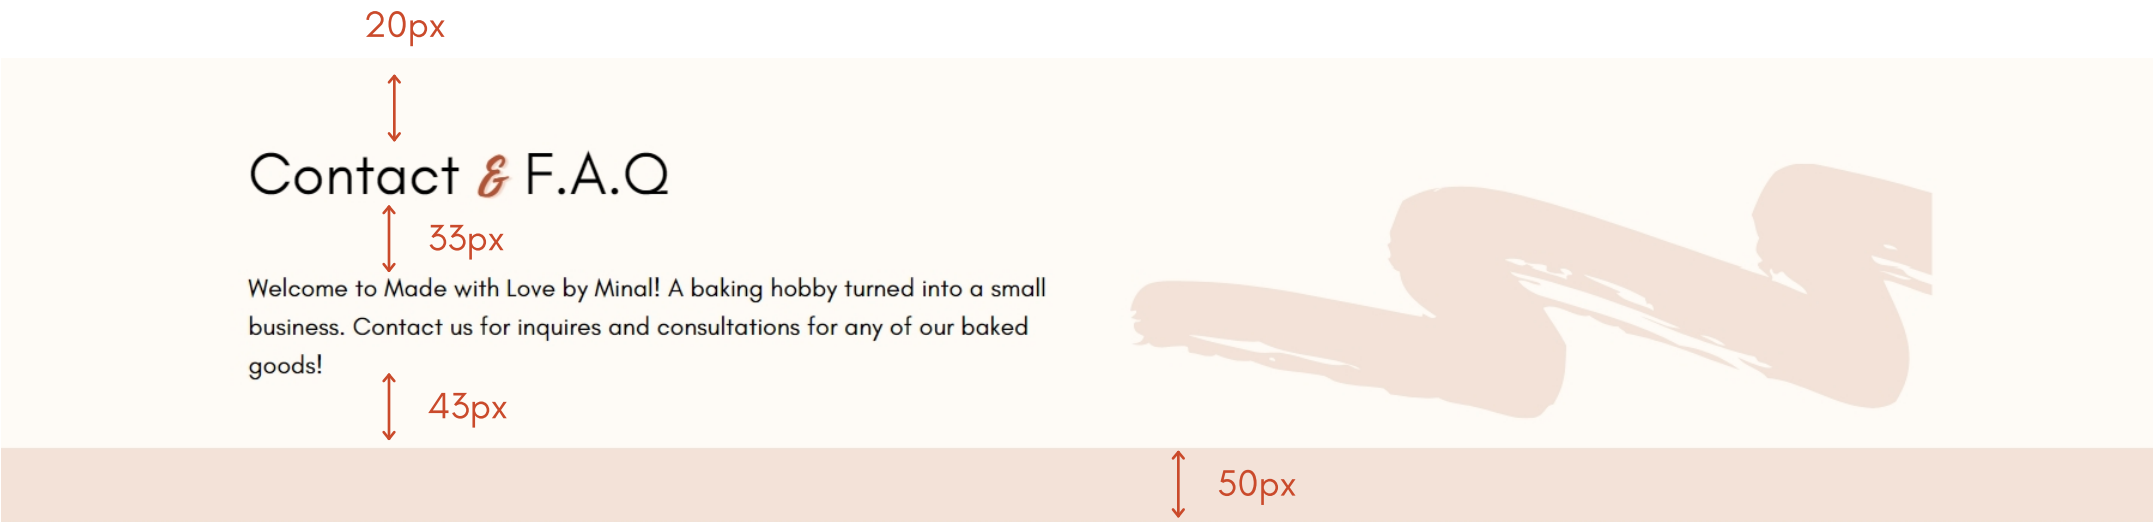 20px
Contact & F.A.Q
33px
Welcome to Made with Love by Minal! A baking hobby turned into a small
business. Contact us for inquires and consultations for any of our baked
goods!
43px
50px